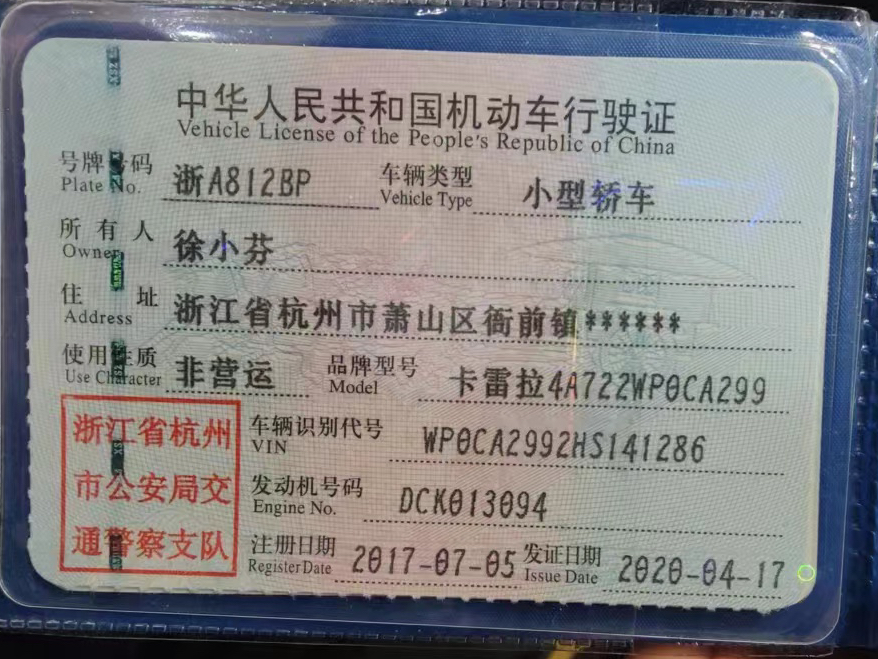 中华人民共和国机动车行驶证
Vehicle License of the People's Republic of China
号牌号码 浙A812BP 车辆类型 小型轿车
Plate No. Vehicle Type
所有人 徐小芬
Owner
住址 浙江省杭州市萧山区衙前镇******
Address
使用性质 非营运 品牌型号 卡雷拉4A722WP0CA299
Use Character Model
浙江省杭州 车辆识别代号 WP0CA2992HS141286
VIN
市公安局交 发动机号码 DCK013094
Engine No.
通警察支队 注册日期 2017-07-05 发证日期 2020-04-17
Register Date Issue Date